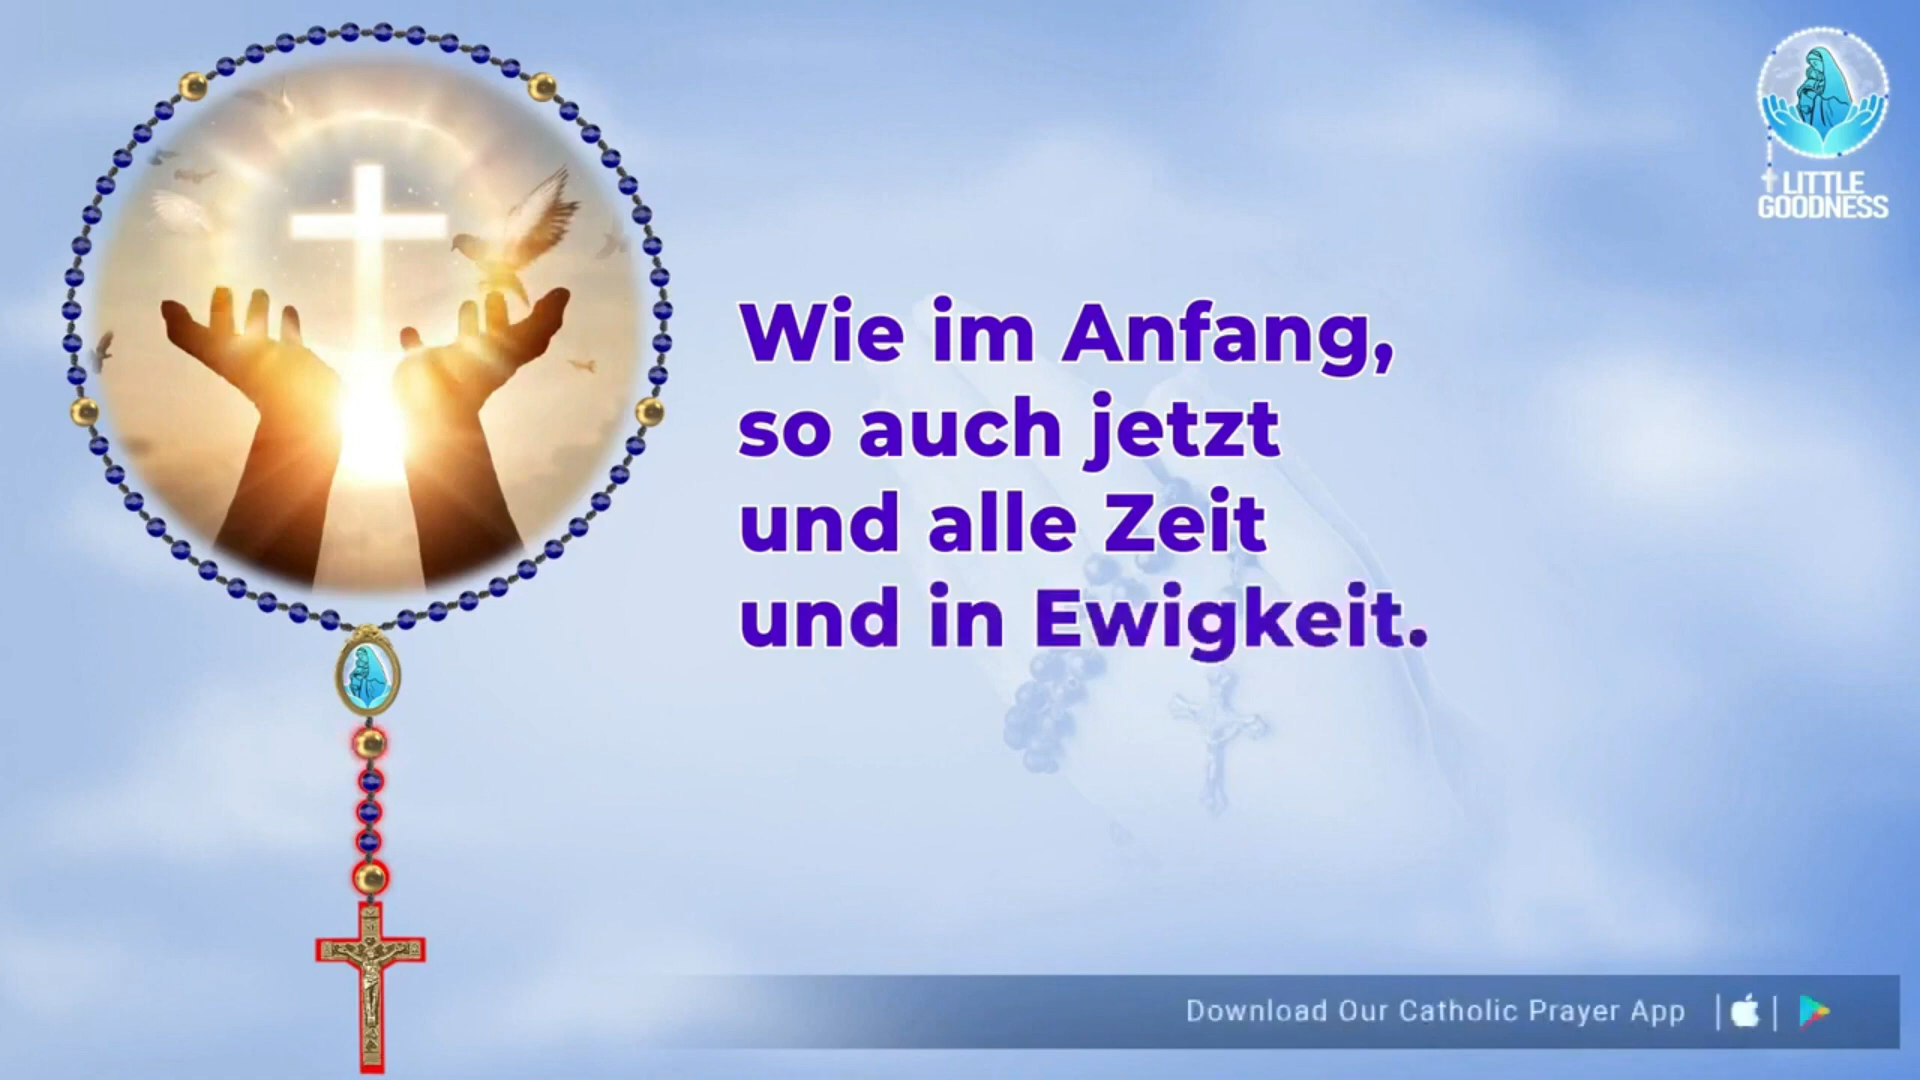 LITTLE
GOODNESS
Wie im Anfang,
so auch jetzt
und alle Zeit
und in Ewigkeit.
Download Our Catholic Prayer App